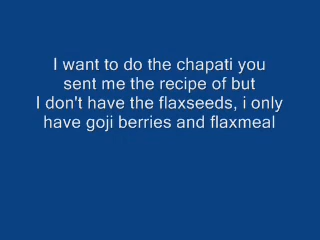 I want to do the chapati you
sent me the recipe of but
I don't have the flaxseeds, i only
have goji berries and flaxmeal